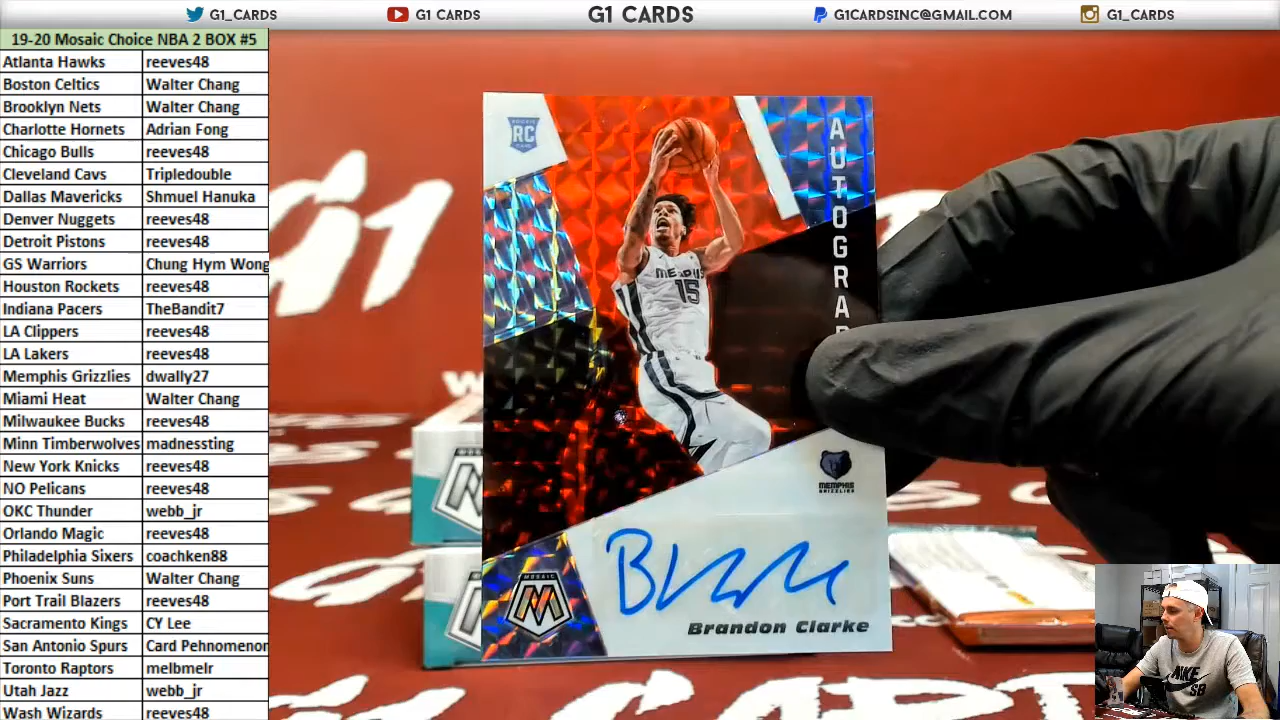 G1_CARDS
G1 CARDS
G1 CARDS
G1CARDSINC@GMAIL.COM
G1_CARDS
19-20 Mosaic Choice NBA 2 BOX #5
Atlanta Hawks reeves48
Boston Celtics Walter Chang
Brooklyn Nets Walter Chang
Charlotte Hornets Adrian Fong
Chicago Bulls reeves48
Cleveland Cavs Tripledouble
Dallas Mavericks Shmuel Hanuka
Denver Nuggets reeves48
Detroit Pistons reeves48
GS Warriors Chung Hym Wong
Houston Rockets reeves48
Indiana Pacers TheBandit7
LA Clippers reeves48
LA Lakers reeves48
Memphis Grizzlies dwally27
Miami Heat Walter Chang
Milwaukee Bucks reeves48
Minn Timberwolves madnessting
New York Knicks reeves48
NO Pelicans reeves48
OKC Thunder webb_jr
Orlando Magic reeves48
Philadelphia Sixers coachken88
Phoenix Suns Walter Chang
Port Trail Blazers reeves48
Sacramento Kings CY Lee
San Antonio Spurs Card Pehnomenon
Toronto Raptors melbmelr
Utah Jazz webb_jr
Wash Wizards reeves48
RC
AUTOGRA
MEMPHIS
15
MEMPHIS
GRIZZLIES
MOSAIC
M
Brandon Clarke
G1
NIKE
SB